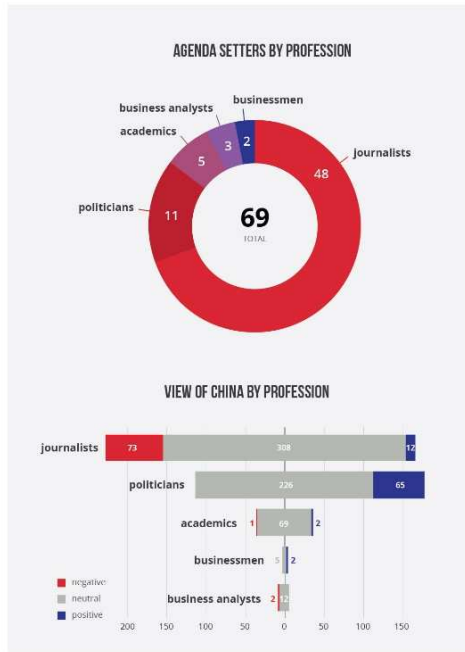 AGENDA SETTERS BY PROFESSION
businessmen
business analysts
academics
journalists
politicians
2
3
5
48
11
69
TOTAL
VIEW OF CHINA BY PROFESSION
journalists 73 308 12
politicians 226 65
academics 1 69 2
businessmen 5 2
business analysts 2 12
negative
neutral
positive
200 150 100 50 0 50 100 150